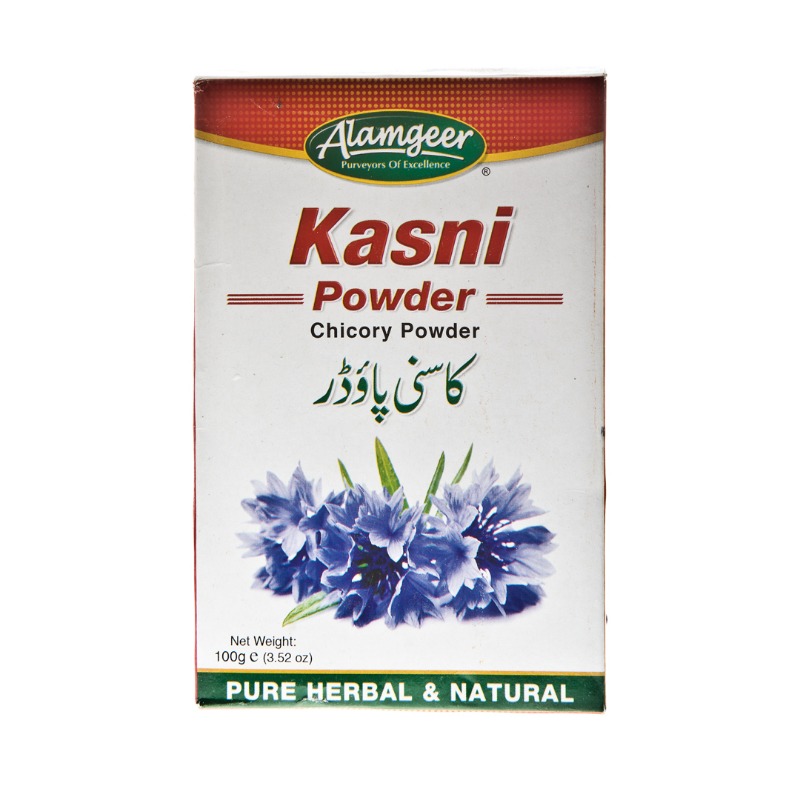 Alamgeer
Purveyors Of Excellence
®
Kasni
Powder
Chicory Powder
کاسنی پاؤڈر
Net Weight:
100g ℮ (3.52 oz)
PURE HERBAL & NATURAL